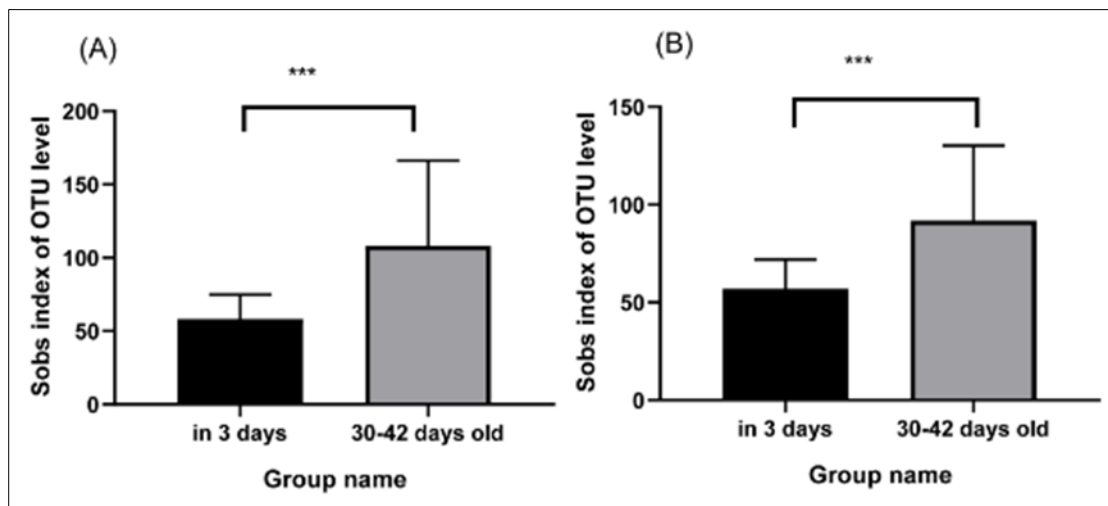 (A)
***
Sobs index of OTU level
200
150
100
50
0
in 3 days
30-42 days old
Group name
(B)
***
Sobs index of OTU level
150
100
50
0
in 3 days
30-42 days old
Group name